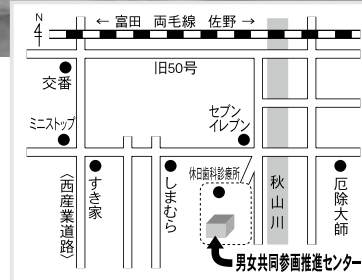 N
← 富田 両毛線 佐野 →
旧50号
交番
ミニストップ
セブン
イレブン
〈西産業道路〉
すき家
しまむら
休日歯科診療所
秋山川
厄除大師
男女共同参画推進センター